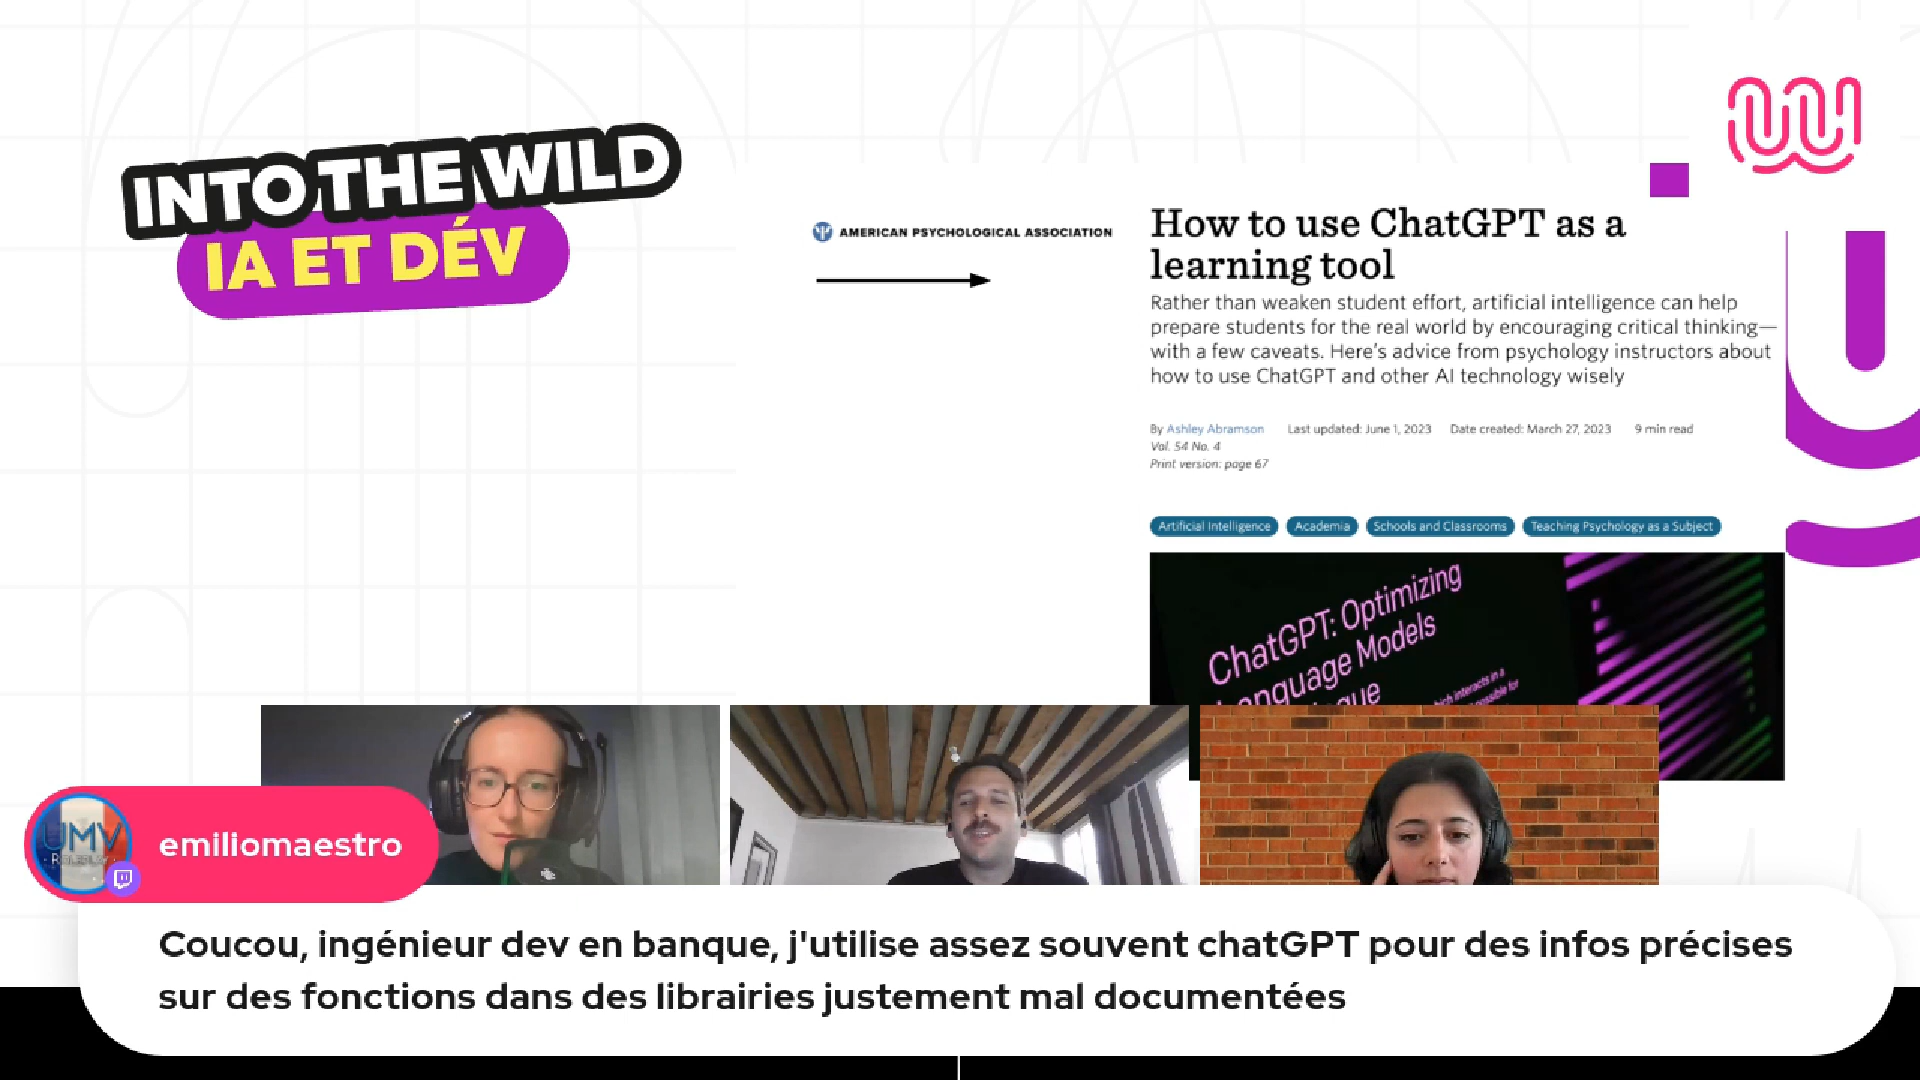 INTO THE WILD
IA ET DÉV
AMERICAN PSYCHOLOGICAL ASSOCIATION
How to use ChatGPT as a
learning tool
Rather than weaken student effort, artificial intelligence can help
prepare students for the real world by encouraging critical thinking—
with a few caveats. Here's advice from psychology instructors about
how to use ChatGPT and other AI technology wisely
By Ashley Abramson Last updated: June 1, 2023 Date created: March 27, 2023 9 min read
Vol. 54 No. 4
Print version: page 67
Artificial Intelligence Academia Schools and Classrooms Teaching Psychology as a Subject
ChatGPT: Optimizing
Language Models
which interacts in a
possible for
UMV
emiliomaestro
Coucou, ingénieur dev en banque, j'utilise assez souvent chatGPT pour des infos précises
sur des fonctions dans des librairies justement mal documentées